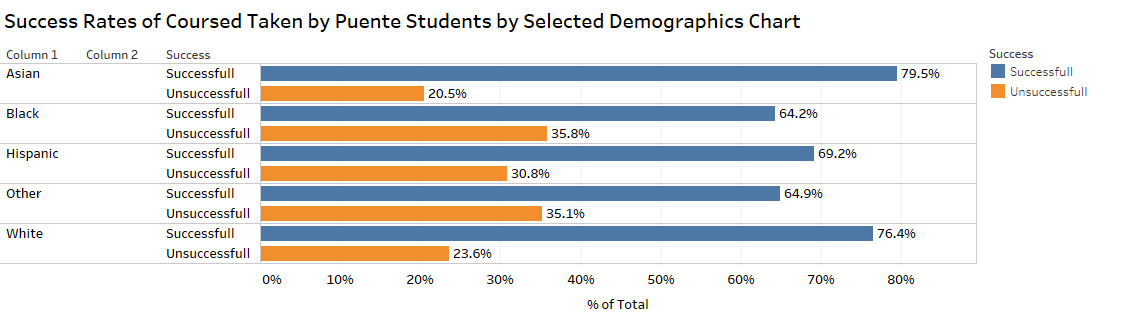 Success Rates of Coursed Taken by Puente Students by Selected Demographics Chart
Column 1 Column 2 Success
Success
Asian Successfull 79.5%
Successfull
Unsuccessfull 20.5%
Unsuccessfull
Black Successfull 64.2%
Unsuccessfull 35.8%
Hispanic Successfull 69.2%
Unsuccessfull 30.8%
Other Successfull 64.9%
Unsuccessfull 35.1%
White Successfull 76.4%
Unsuccessfull 23.6%
0% 10% 20% 30% 40% 50% 60% 70% 80%
% of Total